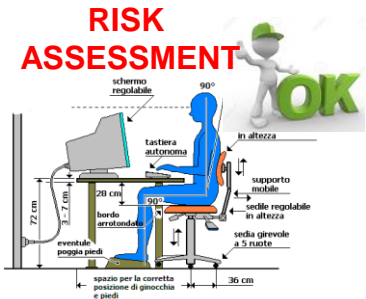 RISK
ASSESSMENT
OK
schermo
regolabile
90°
tastiera
autonoma
in altezza
supporto
mobile
sedile regolabile
in altezza
sedia girevole
a 5 ruote
72 cm
3 - 7 cm
28 cm
90°
bordo
arrotondato
eventule
poggia piedi
spazio per la corretta
posizione di ginocchia
e piedi
36 cm